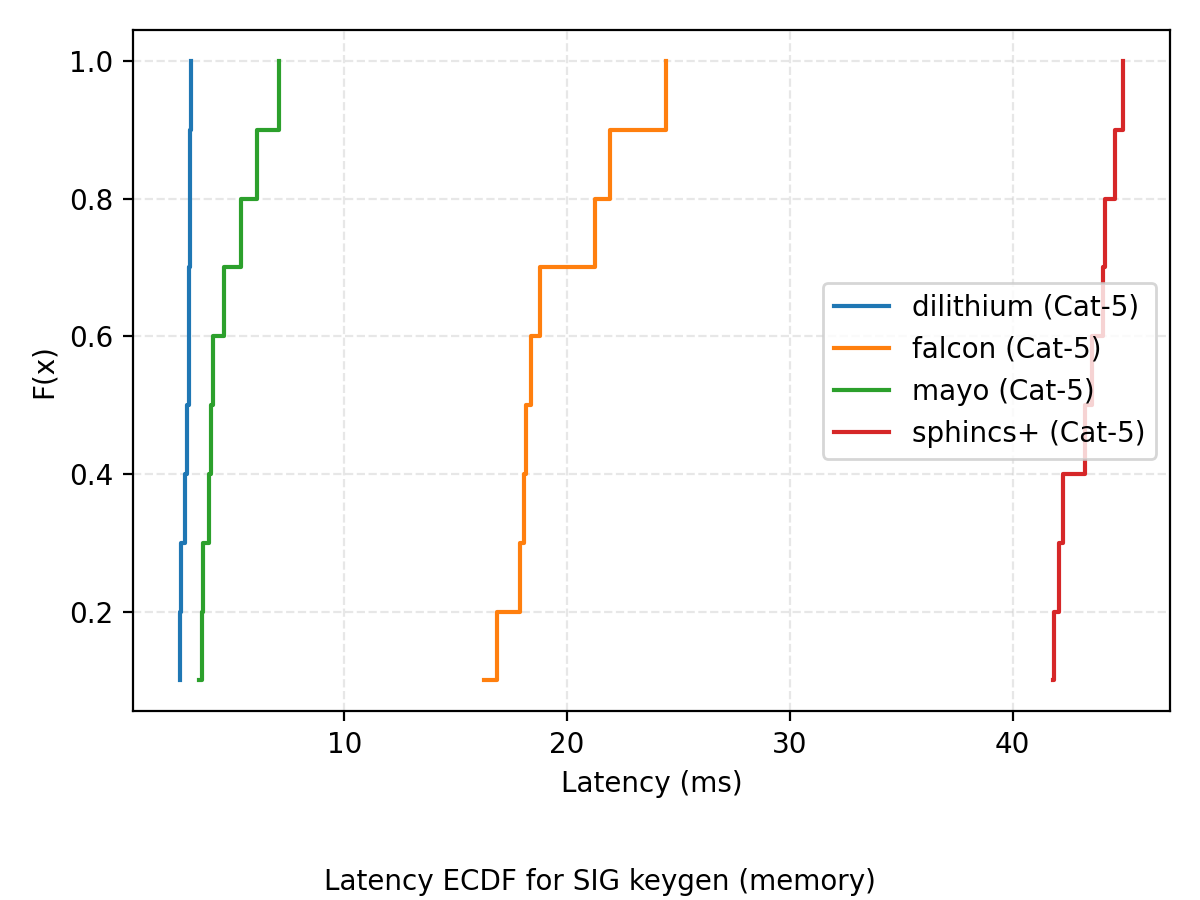 1.0
0.8
0.6
0.4
0.2
F(x)
dilithium (Cat-5)
falcon (Cat-5)
mayo (Cat-5)
sphincs+ (Cat-5)
10 20 30 40
Latency (ms)
Latency ECDF for SIG keygen (memory)